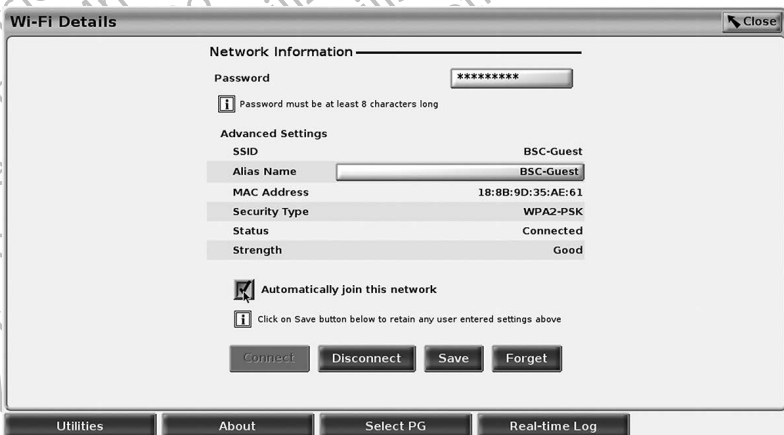 Wi-Fi Details
Close
Network Information
Password *********
i Password must be at least 8 characters long
Advanced Settings
SSID BSC-Guest
Alias Name BSC-Guest
MAC Address 18:8B:9D:35:AE:61
Security Type WPA2-PSK
Status Connected
Strength Good
Automatically join this network
i Click on Save button below to retain any user entered settings above
Connect Disconnect Save Forget
Utilities About Select PG Real-time Log